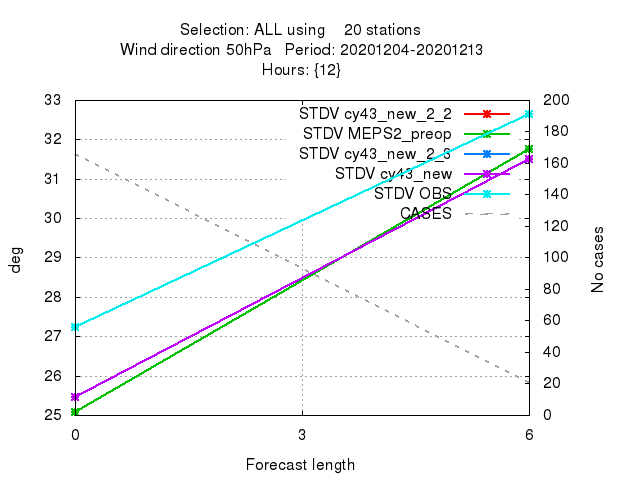 Selection: ALL using 20 stations
Wind direction 50hPa Period: 20201204-20201213
Hours: {12}
33 200
STDV cy43_new_2_2
180
32 STDV MEPS2_preop
160
STDV cy43_new_2_3
31 STDV cy43_new
140
STDV OBS
30 CASES
120
29 100
80
28
60
27
40
26
20
25 0
0 3 6
deg
No cases
Forecast length